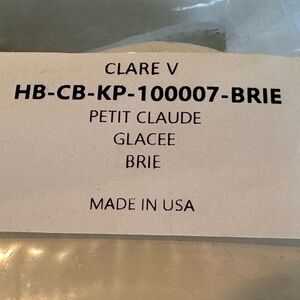 CLARE V
HB-CB-KP-100007-BRIE
PETIT CLAUDE
GLACEE
BRIE
MADE IN USA